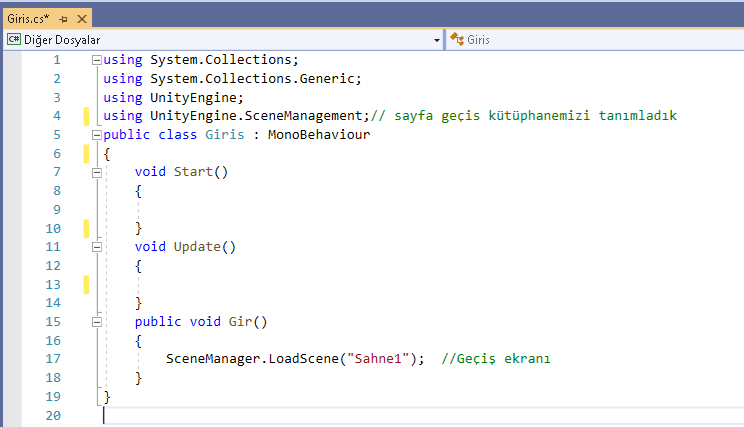 Giris.cs*
C# Diğer Dosyalar Giris
1 using System.Collections;
2 using System.Collections.Generic;
3 using UnityEngine;
4 using UnityEngine.SceneManagement;// sayfa geçis kütüphanemizi tanımladık
5 public class Giris : MonoBehaviour
6 {
7 void Start()
8 {
9
10 }
11 void Update()
12 {
13
14 }
15 public void Gir()
16 {
17 SceneManager.LoadScene("Sahne1"); //Geçiş ekranı
18 }
19 }
20